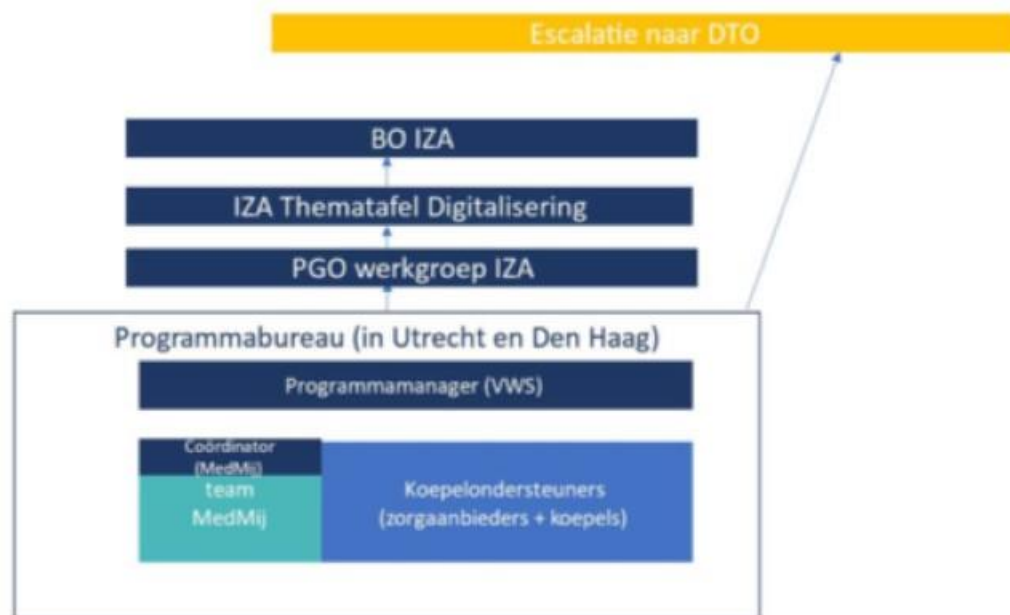 Escalatie naar DTO
BO IZA
IZA Thematafel Digitalisering
PGO werkgroep IZA
Programmabureau (in Utrecht en Den Haag)
Programmamanager (VWS)
Coördinator
(MedMij)
team
MedMij
Koepelondersteuners
(zorgaanbieders + koepels)